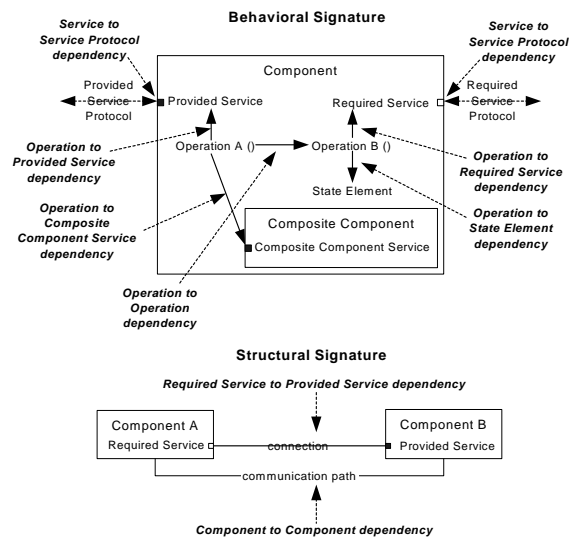 Behavioral Signature
Service to
Service Protocol
dependency
Service to
Service Protocol
dependency
Component
Provided
Service
Protocol
Provided Service
Required Service
Required
Service
Protocol
Operation to
Provided Service
dependency
Operation A ()
Operation B ()
Operation to
Required Service
dependency
State Element
Operation to
Composite
Component Service
dependency
Composite Component
Composite Component Service
Operation to
State Element
dependency
Operation to
Operation
dependency
Structural Signature
Required Service to Provided Service dependency
Component A
Required Service
connection
Component B
Provided Service
communication path
Component to Component dependency